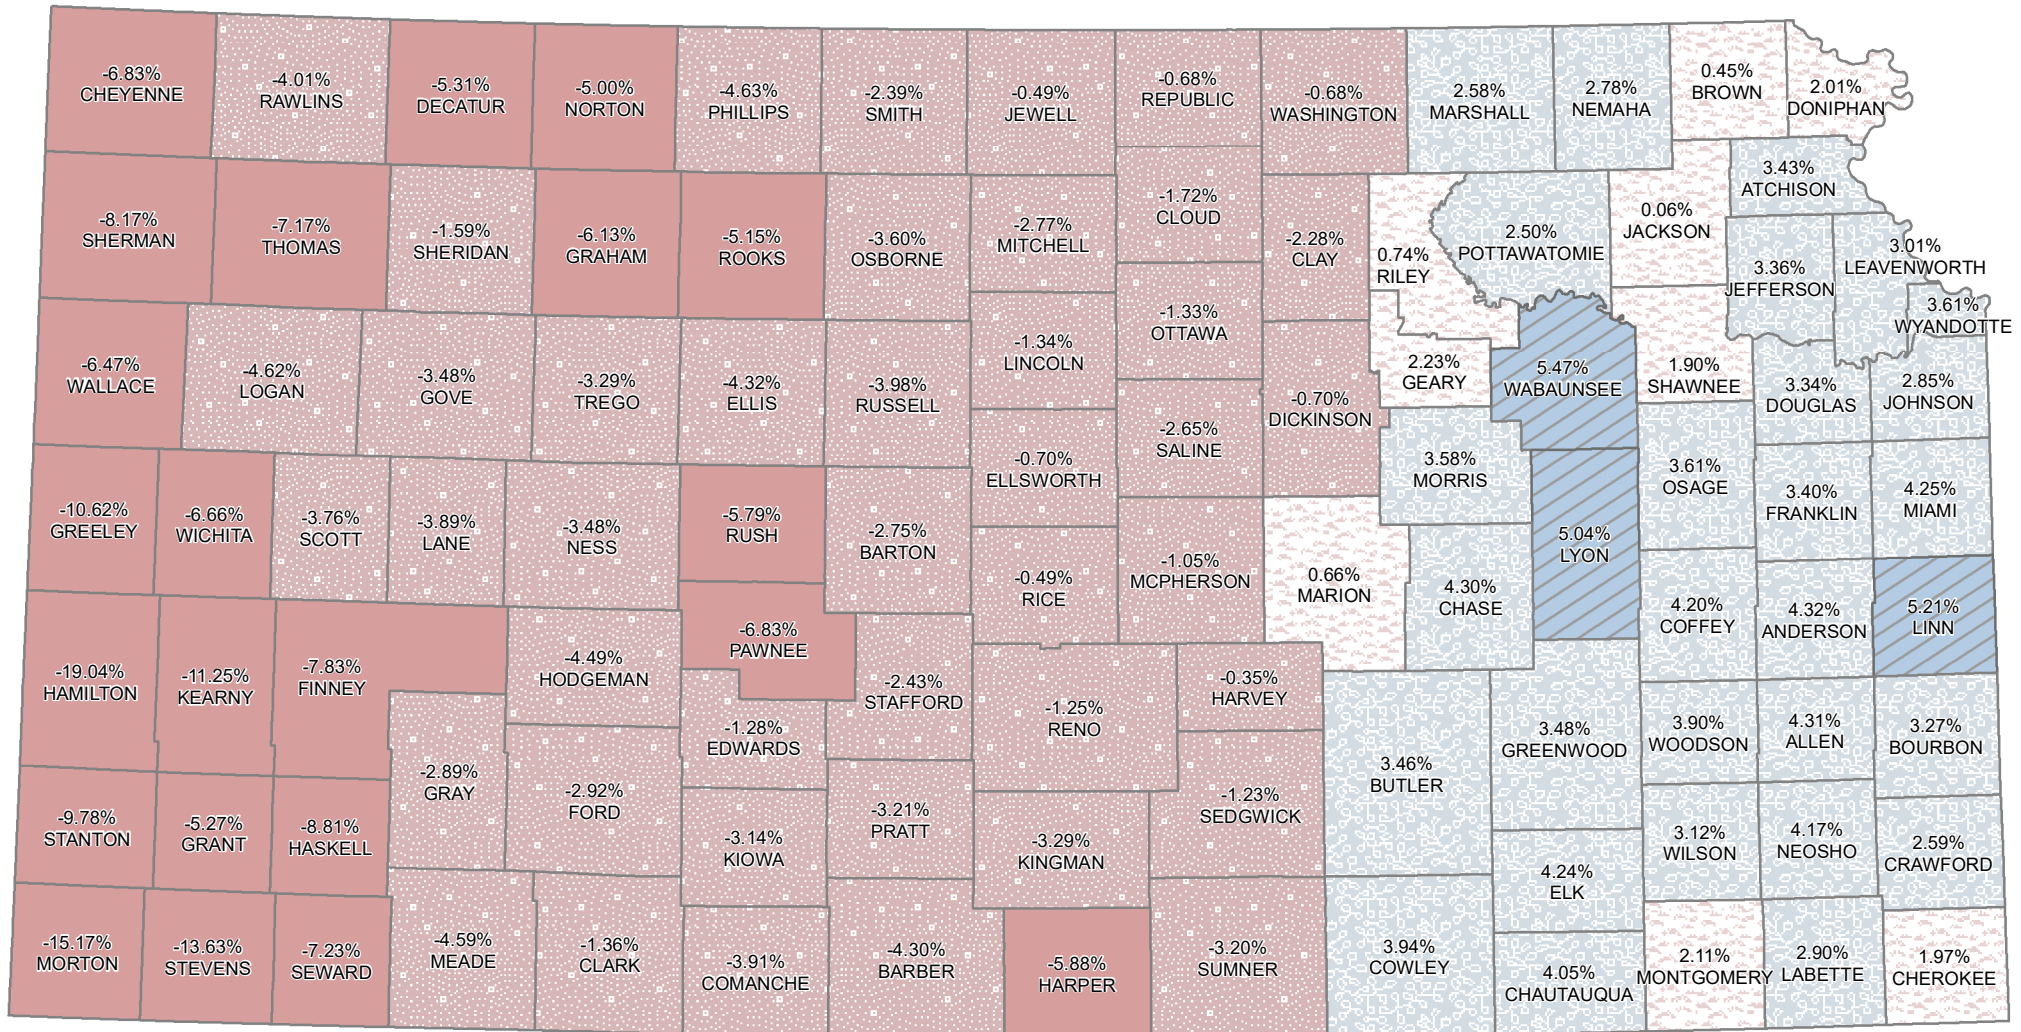 -6.83%
CHEYENNE
-4.01%
RAWLINS
-5.31%
DECATUR
-5.00%
NORTON
-4.63%
PHILLIPS
-2.39%
SMITH
-0.49%
JEWELL
-0.68%
REPUBLIC
-0.68%
WASHINGTON
2.58%
MARSHALL
2.78%
NEMAHA
0.45%
BROWN
2.01%
DONIPHAN
-8.17%
SHERMAN
-7.17%
THOMAS
-1.59%
SHERIDAN
-6.13%
GRAHAM
-5.15%
ROOKS
-3.60%
OSBORNE
-2.77%
MITCHELL
-1.72%
CLOUD
-2.28%
CLAY
0.74%
RILEY
2.50%
POTTAWATOMIE
0.06%
JACKSON
3.43%
ATCHISON
3.36%
JEFFERSON
3.01%
LEAVENWORTH
3.61%
WYANDOTTE
-6.47%
WALLACE
-4.62%
LOGAN
-3.48%
GOVE
-3.29%
TREGO
-4.32%
ELLIS
-3.98%
RUSSELL
-1.34%
LINCOLN
-1.33%
OTTAWA
-0.70%
DICKINSON
2.23%
GEARY
5.47%
WABAUNSEE
1.90%
SHAWNEE
3.34%
DOUGLAS
2.85%
JOHNSON
-10.62%
GREELEY
-6.66%
WICHITA
-3.76%
SCOTT
-3.89%
LANE
-3.48%
NESS
-5.79%
RUSH
-2.75%
BARTON
-0.70%
ELLSWORTH
-2.65%
SALINE
3.58%
MORRIS
5.04%
LYON
3.61%
OSAGE
3.40%
FRANKLIN
4.25%
MIAMI
-0.49%
RICE
-1.05%
MCPHERSON
0.66%
MARION
4.30%
CHASE
4.20%
COFFEY
4.32%
ANDERSON
5.21%
LINN
-19.04%
HAMILTON
-11.25%
KEARNY
-7.83%
FINNEY
-4.49%
HODGEMAN
-6.83%
PAWNEE
-2.43%
STAFFORD
-1.28%
EDWARDS
-1.25%
RENO
-0.35%
HARVEY
3.46%
BUTLER
3.48%
GREENWOOD
3.90%
WOODSON
4.31%
ALLEN
3.27%
BOURBON
-9.78%
STANTON
-5.27%
GRANT
-8.81%
HASKELL
-2.89%
GRAY
-2.92%
FORD
-3.14%
KIOWA
-3.21%
PRATT
-3.29%
KINGMAN
-1.23%
SEDGWICK
4.24%
ELK
3.12%
WILSON
4.17%
NEOSHO
2.59%
CRAWFORD
-15.17%
MORTON
-13.63%
STEVENS
-7.23%
SEWARD
-4.59%
MEADE
-1.36%
CLARK
-3.91%
COMANCHE
-4.30%
BARBER
-5.88%
HARPER
-3.20%
SUMNER
3.94%
COWLEY
4.05%
CHAUTAUQUA
2.11%
MONTGOMERY
2.90%
LABETTE
1.97%
CHEROKEE